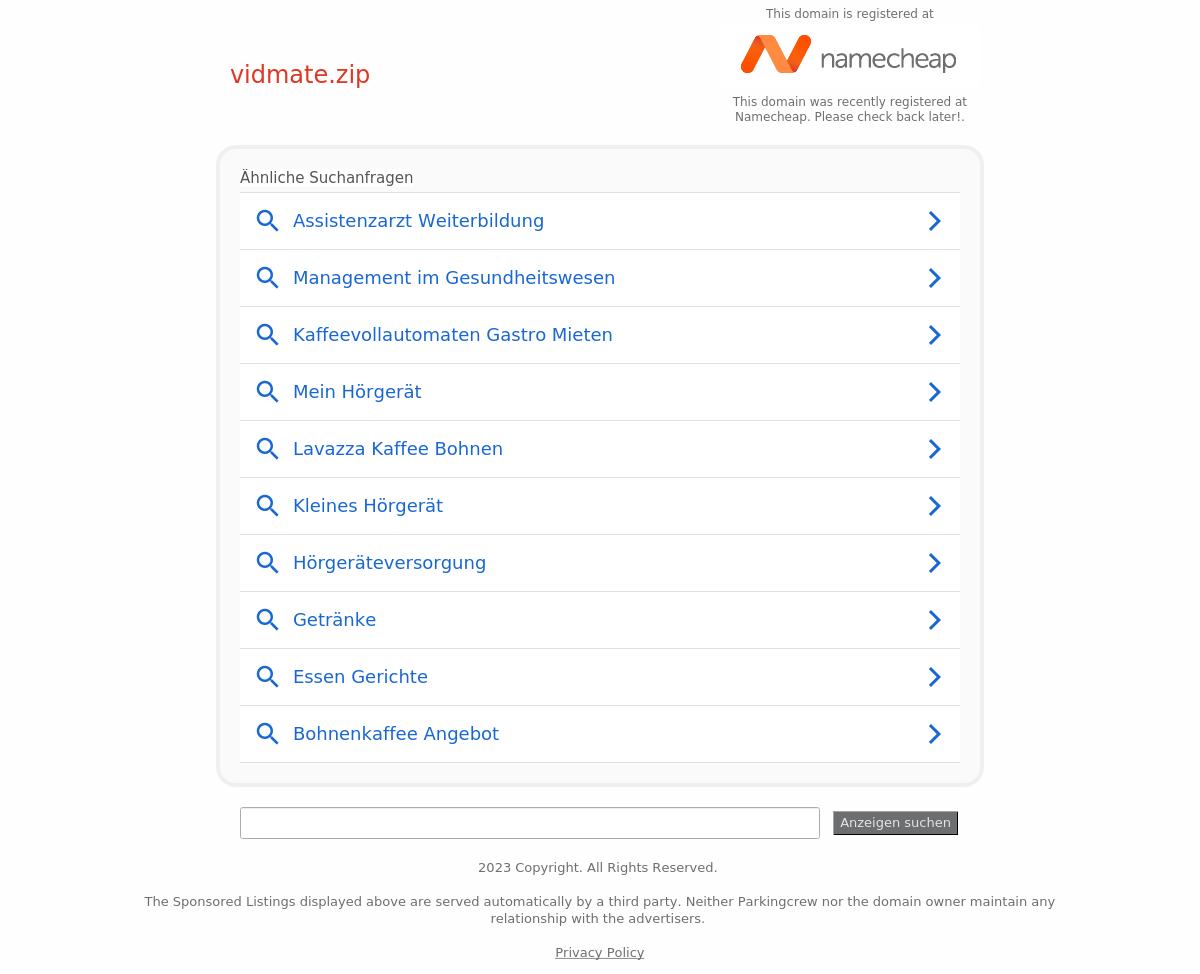 This domain is registered at
namecheap
vidmate.zip
This domain was recently registered at
Namecheap. Please check back later!.
Ähnliche Suchanfragen
Assistenzarzt Weiterbildung
Management im Gesundheitswesen
Kaffeevollautomaten Gastro Mieten
Mein Hörgerät
Lavazza Kaffee Bohnen
Kleines Hörgerät
Hörgeräteversorgung
Getränke
Essen Gerichte
Bohnenkaffee Angebot
Anzeigen suchen
2023 Copyright. All Rights Reserved.
The Sponsored Listings displayed above are served automatically by a third party. Neither Parkingcrew nor the domain owner maintain any
relationship with the advertisers.
Privacy Policy